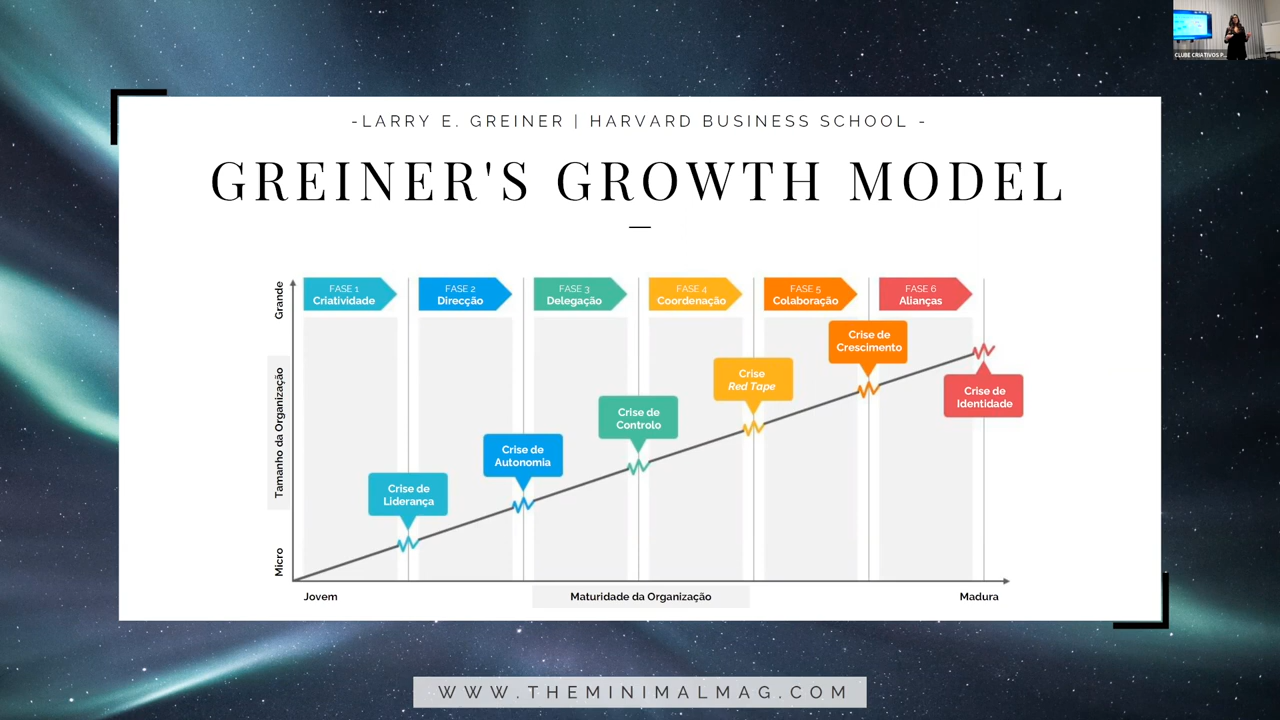 CLUBE CRIATIVOS P...
-LARRY E. GREINER | HARVARD BUSINESS SCHOOL -
GREINER'S GROWTH MODEL
Grande
Tamanho da Organização
Micro
FASE 1
Criatividade
FASE 2
Direcção
FASE 3
Delegação
FASE 4
Coordenação
FASE 5
Colaboração
FASE 6
Alianças
Crise de
Liderança
Crise de
Autonomia
Crise de
Controlo
Crise
Red Tape
Crise de
Crescimento
Crise de
Identidade
Jovem
Maturidade da Organização
Madura
WWW.THEMINIMALMAG.COM